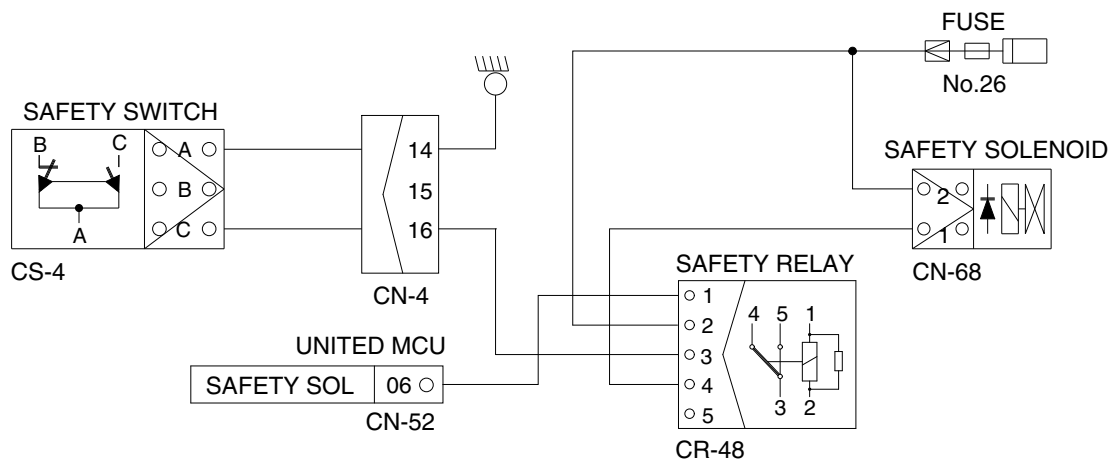 FUSE
No.26
SAFETY SWITCH
B C
A
A
B
C
CS-4
14
15
16
CN-4
SAFETY SOLENOID
2
1
CN-68
SAFETY RELAY
1
2
3
4
5
4 5 1
3 2
CR-48
UNITED MCU
SAFETY SOL 06
CN-52